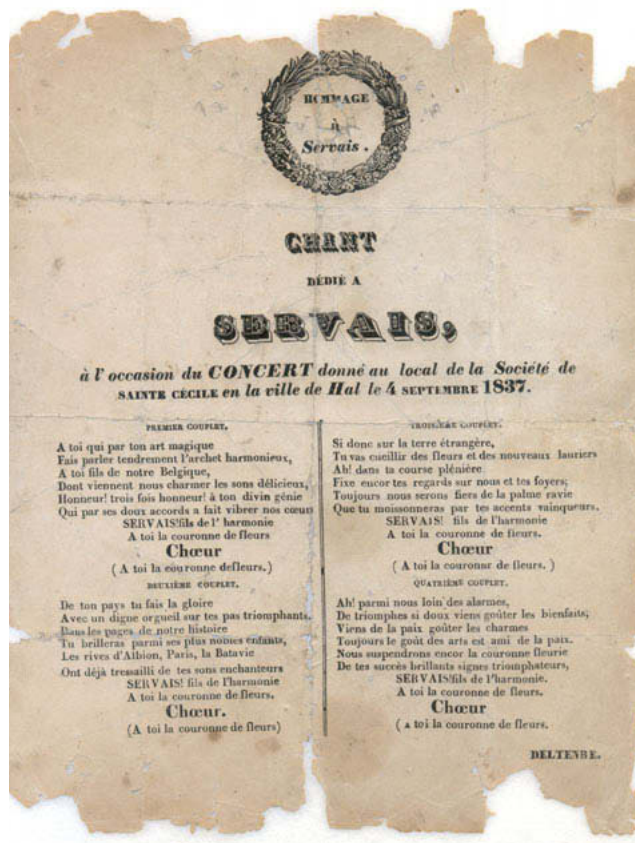 HOMMAGE
à
Servais.
CHANT
DÉDIÉ A
SERVAIS,
à l'occasion du CONCERT donné au local de la Société de
SAINTE CÉCILE en la ville de Hal le 4 SEPTEMBRE 1837.
PREMIER COUPLET.
A toi qui par ton art magique
Fais parler tendrement l'archet harmonieux,
A toi fils de notre Belgique,
Dont viennent nous charmer les sons délicieux,
Honneur! trois fois honneur! à ton divin génie
Qui par ses doux accords a fait vibrer nos cœurs
SERVAIS! fils de l' harmonie
A toi la couronne de fleurs
Chœur
( A toi la couronne defleurs.)
DEUXIÈME COUPLET.
De ton pays tu fais la gloire
Avec un digne orgueil sur tes pas triomphants.
Dans les pages de notre histoire
Tu brilleras parmi ses plus nobles enfants,
Les rives d'Albion, Paris, la Batavie
Ont déjà tressailli de tes sons enchanteurs
SERVAIS! fils de l'harmonie
A toi la couronne de fleurs.
Chœur.
(A toi la couronne de fleurs)
TROISIÈME COUPLET.
Si donc sur la terre étrangère,
Tu vas cueillir des fleurs et des nouveaux lauriers
Ah! dans ta course plénière
Fixe encor tes regards sur nous et tes foyers;
Toujours nous serons fiers de la palme ravie
Que tu moissonneras par tes accents vainqueurs.
SERVAIS! fils de l'harmonie
A toi la couronne de fleurs.
Chœur
( A toi la couronne de fleurs. )
QUATRIÈME COUPLET.
Ah! parmi nous loin des alarmes,
De triomphes si doux viens goûter les bienfaits;
Viens de la paix goûter les charmes
Toujours le goût des arts est ami de la paix.
Nous suspendrons encor la couronne fleurie
De tes succès brillants signes triomphateurs,
SERVAIS! fils de l'harmonie.
A toi la couronne de fleurs.
Chœur
( A toi la couronne de fleurs.
DELTENRE.